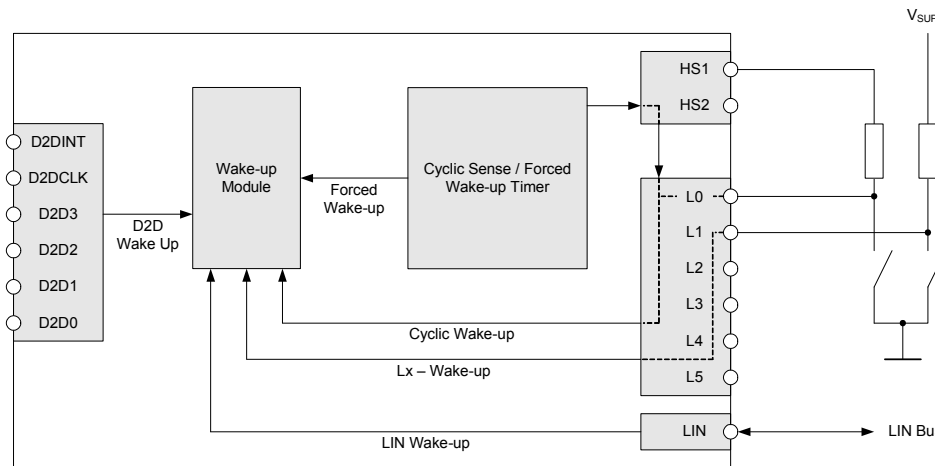 VSUP
HS1
HS2
D2DINT
D2DCLK
D2D3
D2D2
D2D1
D2D0
D2D
Wake Up
Wake-up
Module
Forced
Wake-up
Cyclic Sense / Forced
Wake-up Timer
L0
L1
L2
L3
L4
L5
Cyclic Wake-up
Lx – Wake-up
LIN Wake-up
LIN
LIN Bu